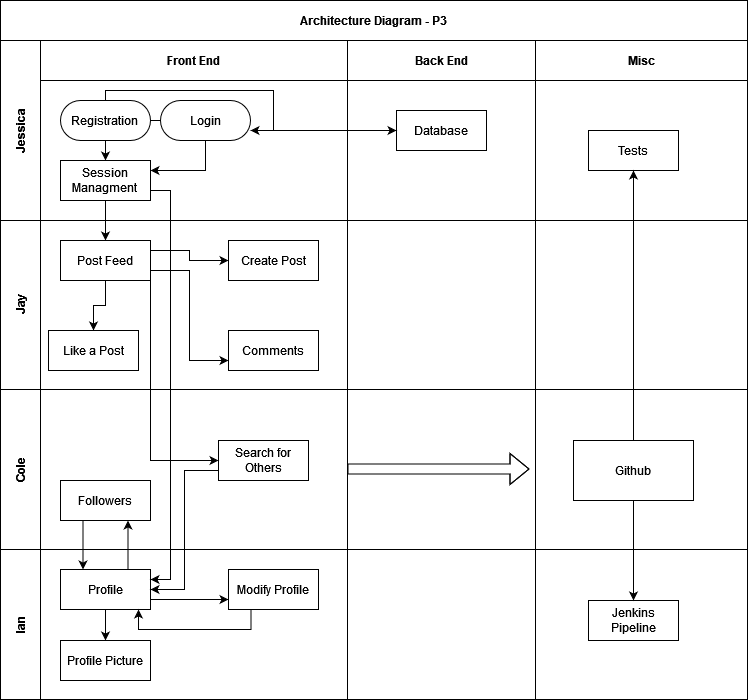 Architecture Diagram - P3
Front End
Back End
Misc
Jessica
Registration
Login
Database
Tests
Session
Managment
Jay
Post Feed
Create Post
Like a Post
Comments
Cole
Search for
Others
Followers
Github
Ian
Profile
Modify Profile
Jenkins
Pipeline
Profile Picture